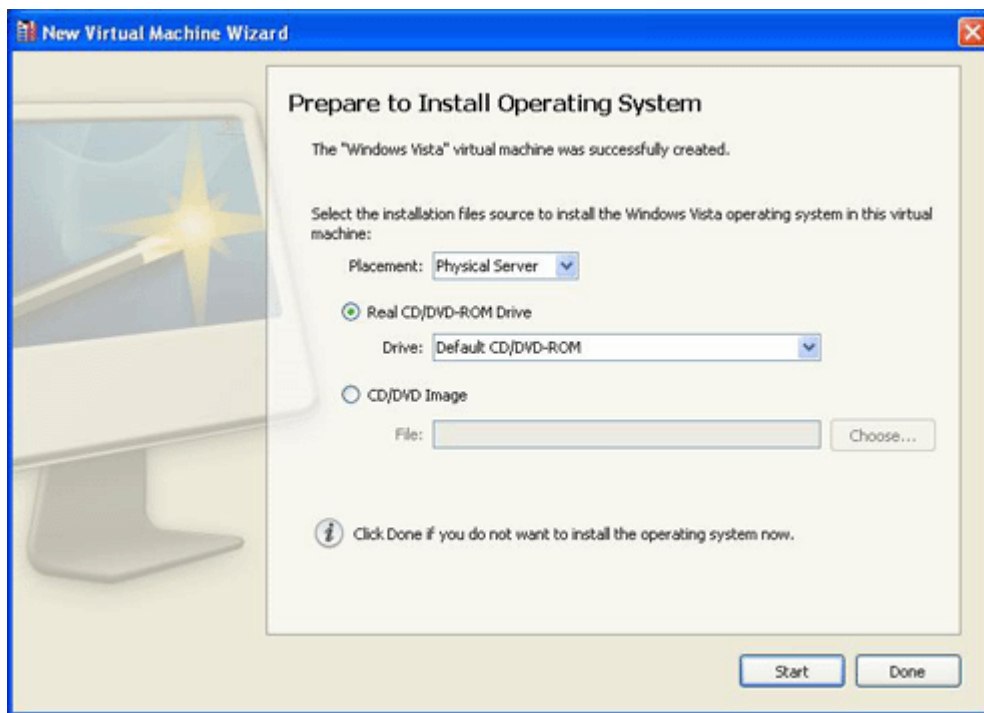 New Virtual Machine Wizard
Prepare to Install Operating System
The "Windows Vista" virtual machine was successfully created.
Select the installation files source to install the Windows Vista operating system in this virtual
machine:
Placement: Physical Server
Real CD/DVD-ROM Drive
Drive: Default CD/DVD-ROM
CD/DVD Image
File: Choose...
Click Done if you do not want to install the operating system now.
Start Done